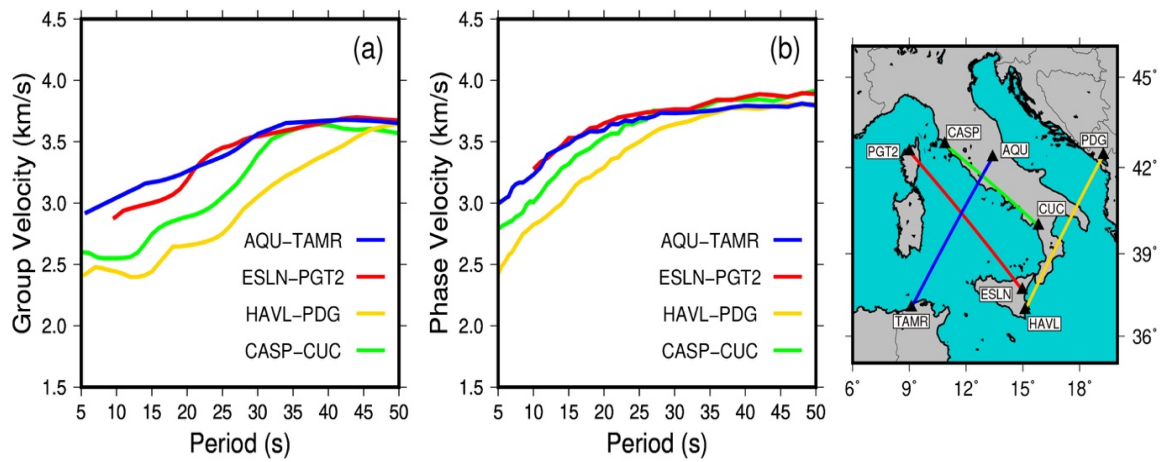 (a)
Group Velocity (km/s)
4.5
4.0
3.5
3.0
2.5
2.0
1.5
AQU-TAMR
ESLN-PGT2
HAVL-PDG
CASP-CUC
5 10 15 20 25 30 35 40 45 50
Period (s)
(b)
Phase Velocity (km/s)
4.5
4.0
3.5
3.0
2.5
2.0
1.5
AQU-TAMR
ESLN-PGT2
HAVL-PDG
CASP-CUC
5 10 15 20 25 30 35 40 45 50
Period (s)
45°
42°
39°
36°
CASP
PGT2
AQU
PDG
CUC
ESLN
TAMR
HAVL
6° 9° 12° 15° 18°